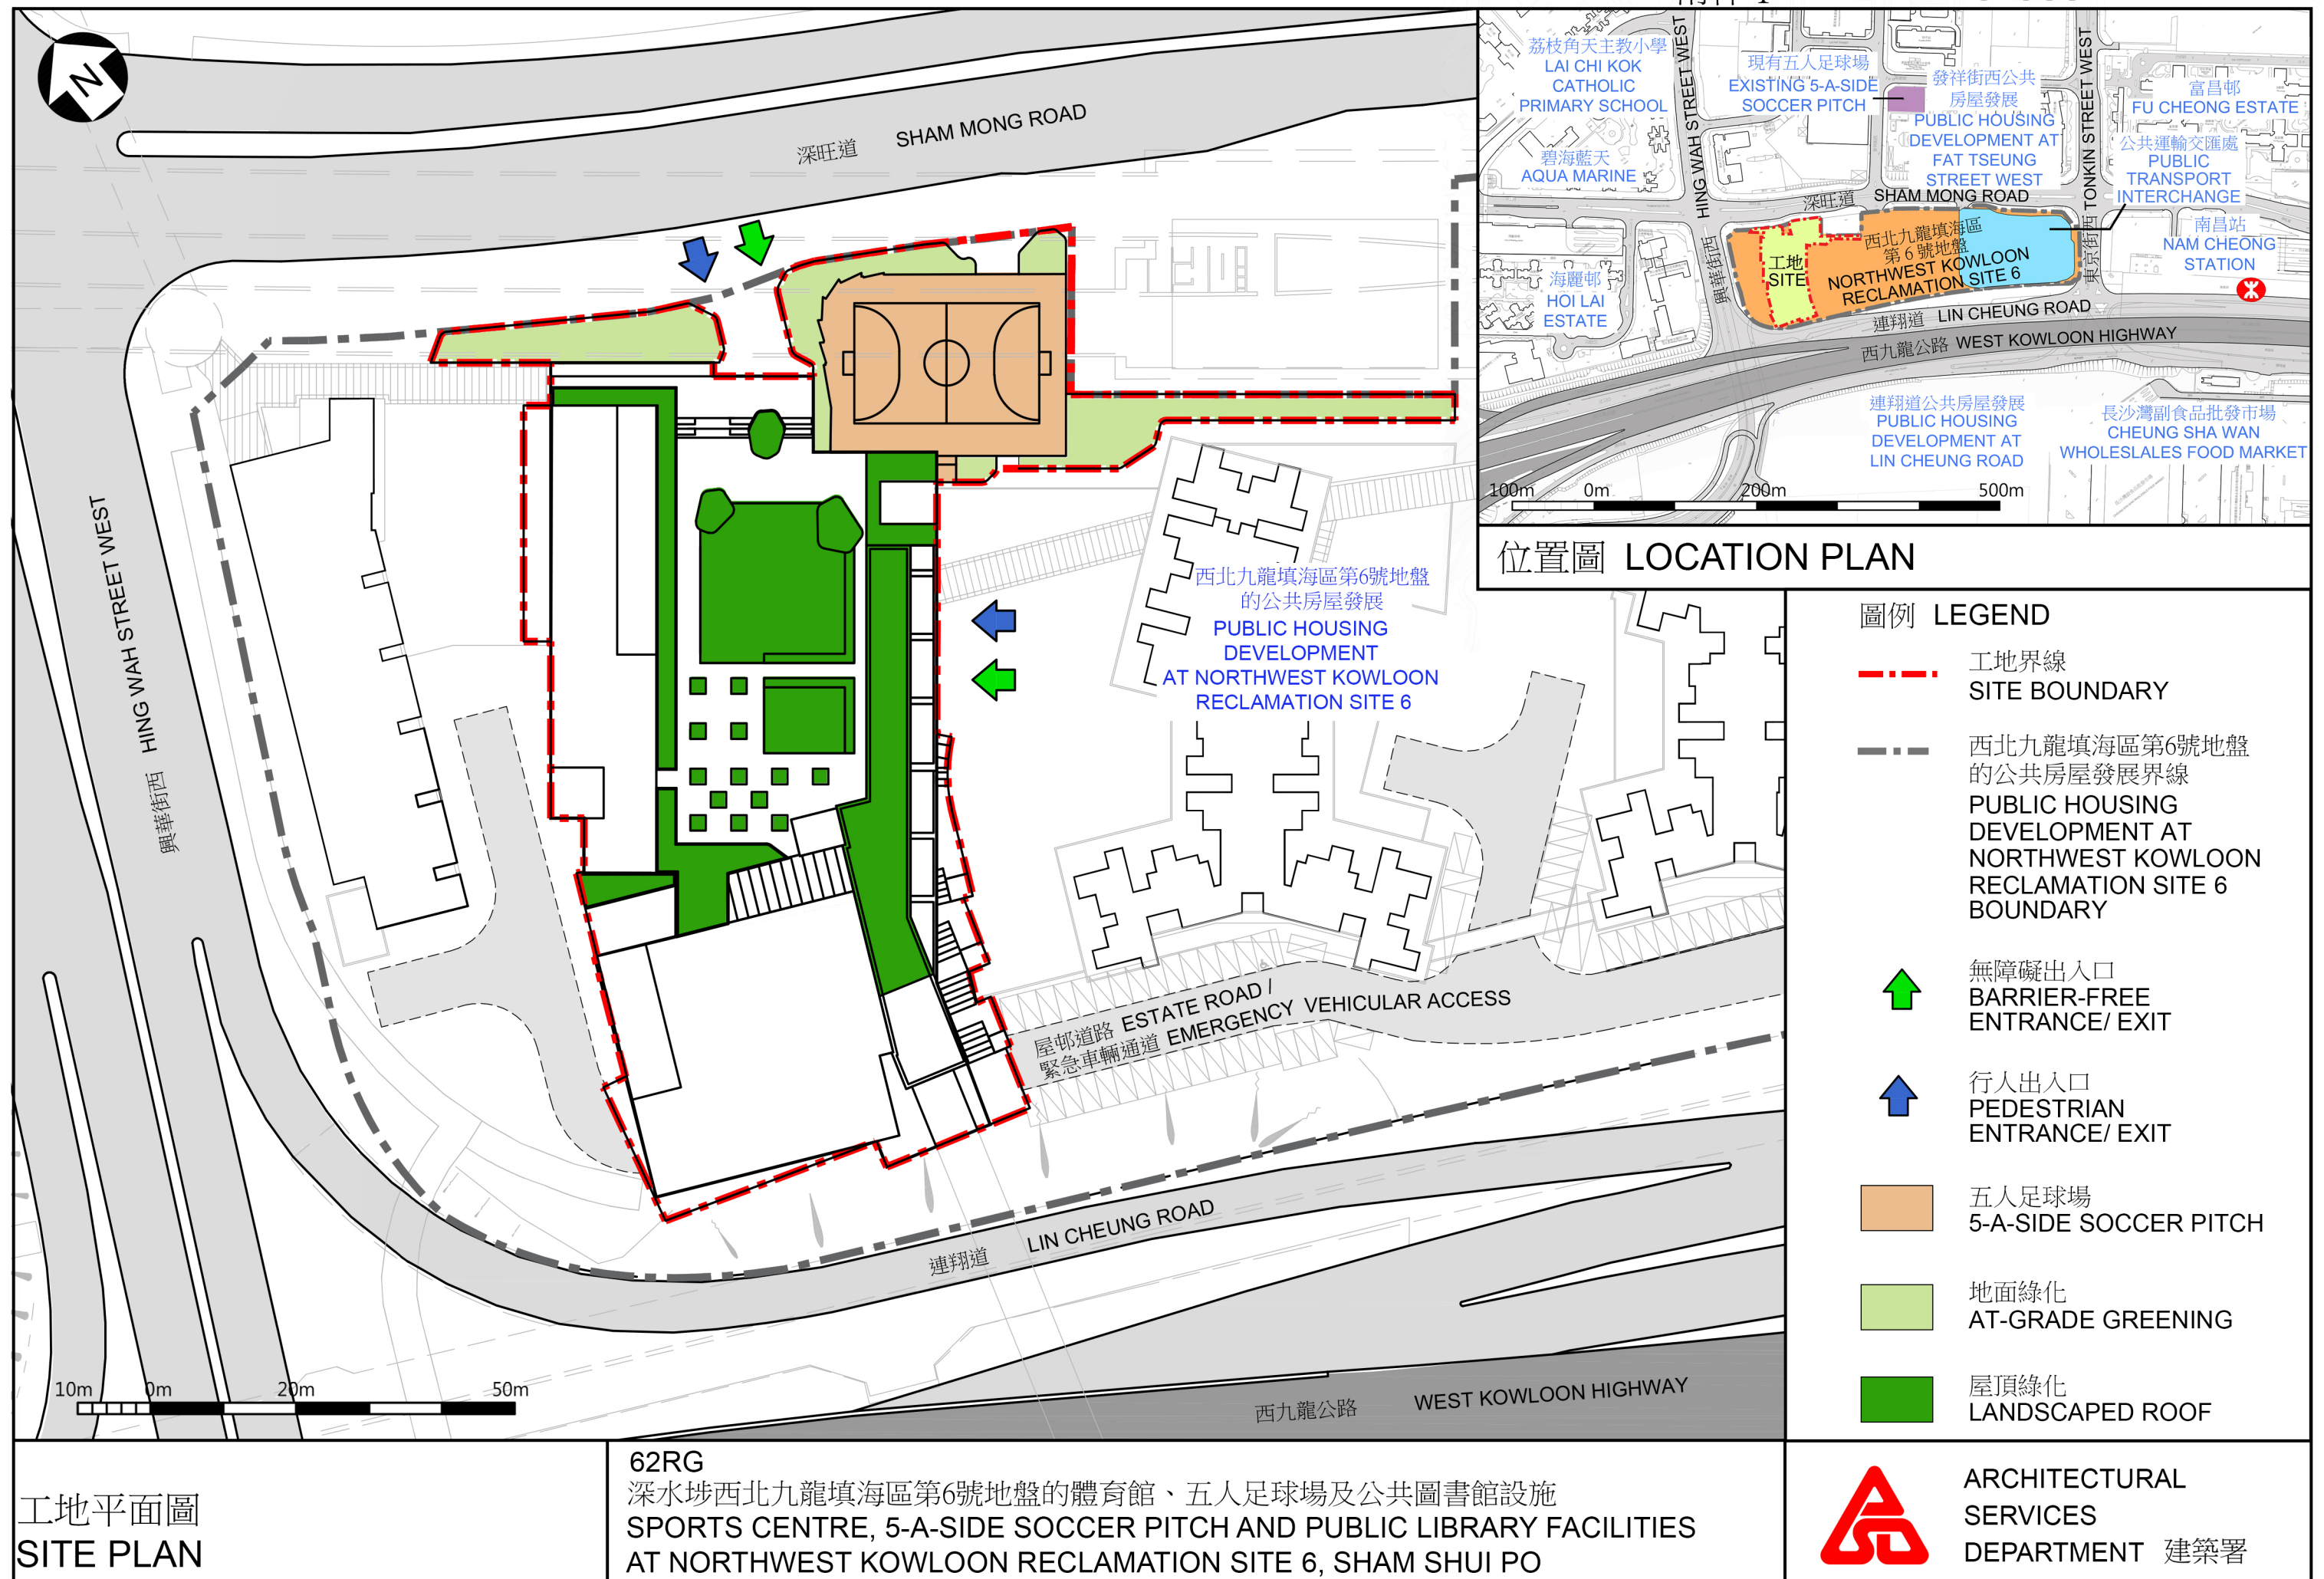 N
深旺道 SHAM MONG ROAD
興華街西 HING WAH STREET WEST
西北九龍填海區第6號地盤
的公共房屋發展
PUBLIC HOUSING
DEVELOPMENT
AT NORTHWEST KOWLOON
RECLAMATION SITE 6
屋邨道路 ESTATE ROAD /
緊急車輛通道 EMERGENCY VEHICULAR ACCESS
連翔道 LIN CHEUNG ROAD
西九龍公路 WEST KOWLOON HIGHWAY
10m 0m 20m 50m
荔枝角天主教小學
LAI CHI KOK
CATHOLIC
PRIMARY SCHOOL
碧海藍天
AQUA MARINE
海麗邨
HOI LAI
ESTATE
興華街西 HING WAH STREET WEST
現有五人足球場
EXISTING 5-A-SIDE
SOCCER PITCH
發祥街西公共
房屋發展
PUBLIC HOUSING
DEVELOPMENT AT
FAT TSEUNG
STREET WEST
深旺道 SHAM MONG ROAD
東京街西 TONKIN STREET WEST
富昌邨
FU CHEONG ESTATE
公共運輸交匯處
PUBLIC
TRANSPORT
INTERCHANGE
南昌站
NAM CHEONG
STATION
工地
SITE
西北九龍填海區
第 6 號地盤
NORTHWEST KOWLOON
RECLAMATION SITE 6
連翔道 LIN CHEUNG ROAD
西九龍公路 WEST KOWLOON HIGHWAY
連翔道公共房屋發展
PUBLIC HOUSING
DEVELOPMENT AT
LIN CHEUNG ROAD
長沙灣副食品批發市場
CHEUNG SHA WAN
WHOLESLALES FOOD MARKET
100m 0m 200m 500m
位置圖 LOCATION PLAN
圖例 LEGEND
工地界線
SITE BOUNDARY
西北九龍填海區第6號地盤
的公共房屋發展界線
PUBLIC HOUSING
DEVELOPMENT AT
NORTHWEST KOWLOON
RECLAMATION SITE 6
BOUNDARY
無障礙出入口
BARRIER-FREE
ENTRANCE/ EXIT
行人出入口
PEDESTRIAN
ENTRANCE/ EXIT
五人足球場
5-A-SIDE SOCCER PITCH
地面綠化
AT-GRADE GREENING
屋頂綠化
LANDSCAPED ROOF
工地平面圖
SITE PLAN
62RG
深水埗西北九龍填海區第6號地盤的體育館、五人足球場及公共圖書館設施
SPORTS CENTRE, 5-A-SIDE SOCCER PITCH AND PUBLIC LIBRARY FACILITIES
AT NORTHWEST KOWLOON RECLAMATION SITE 6, SHAM SHUI PO
ARCHITECTURAL
SERVICES
DEPARTMENT 建築署